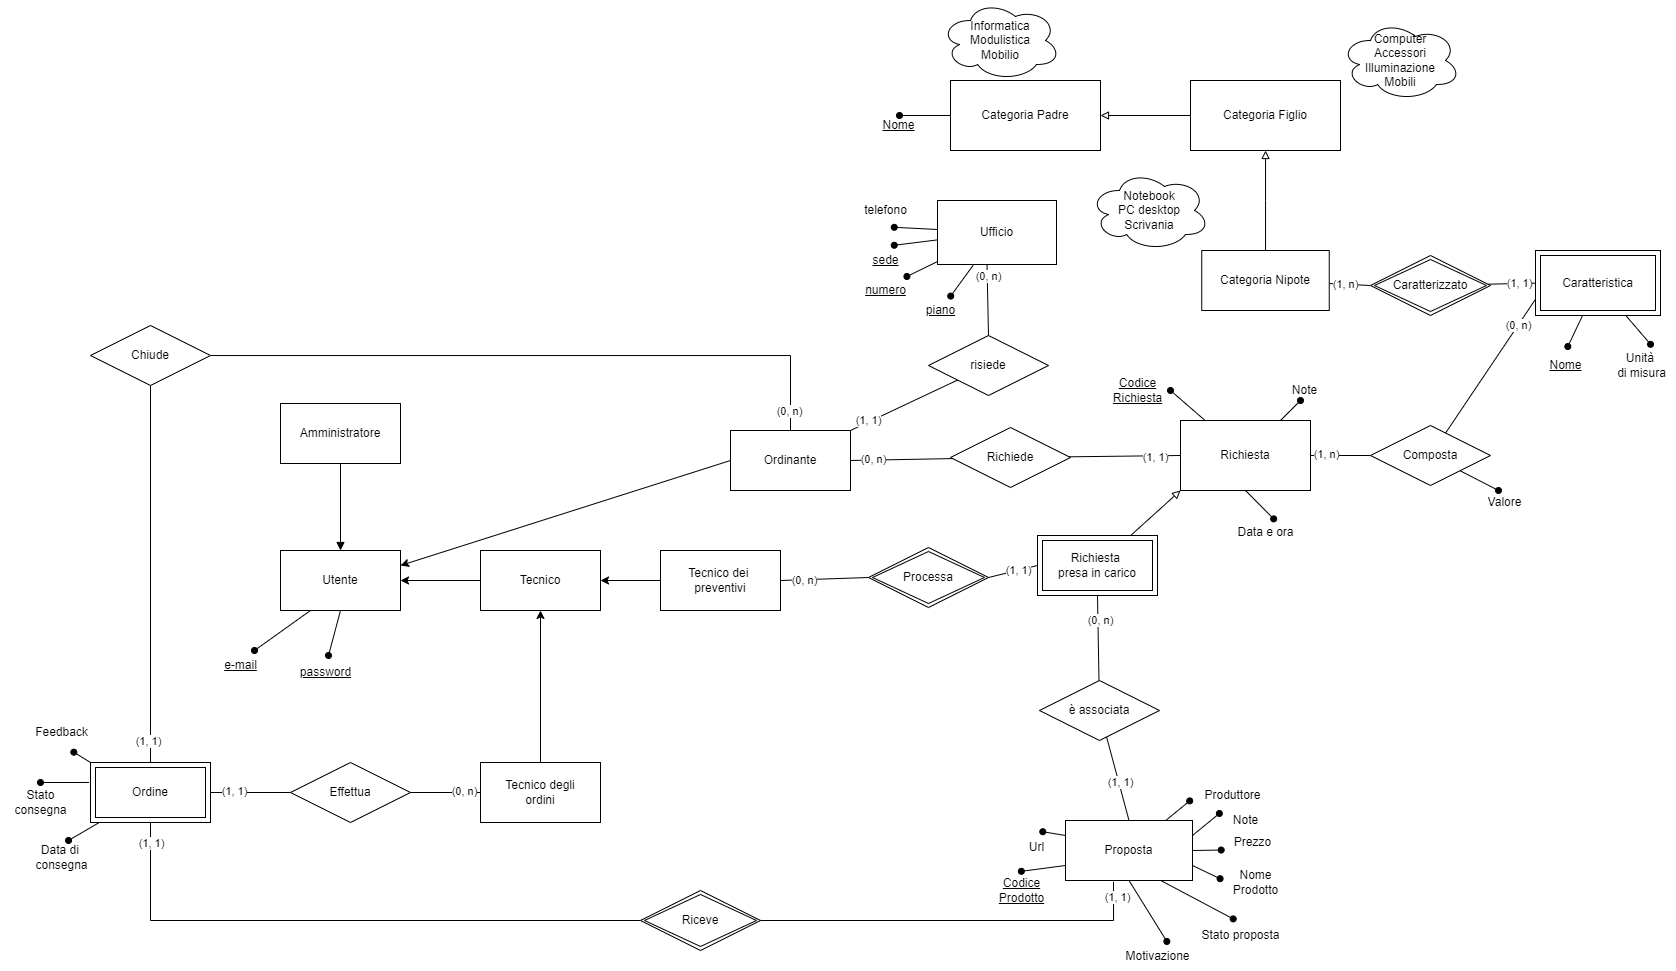 Informatica
Modulistica
Mobilio
Computer
Accessori
Illuminazione
Mobili
Categoria Padre
Categoria Figlio
Nome
Notebook
PC desktop
Scrivania
telefono
Ufficio
sede
numero
piano
(0, n)
Categoria Nipote
(1, n)
Caratterizzato
(1, 1)
Caratteristica
(0, n)
Nome
Unità
di misura
Chiude
risiede
Codice
Richiesta
Note
(0, n)
(1, 1)
Amministratore
Ordinante
(0, n)
Richiede
(1, 1)
Richiesta
(1, n)
Composta
Valore
Data e ora
Utente
Tecnico
Tecnico dei
preventivi
(0, n)
Processa
(1, 1)
Richiesta
presa in carico
(0, n)
e-mail
password
è associata
Feedback
(1, 1)
Stato
consegna
Ordine
(1, 1)
Effettua
(0, n)
Tecnico degli
ordini
(1, 1)
Data di
consegna
(1, 1)
Produttore
Note
Prezzo
Url
Proposta
Codice
Prodotto
Nome
Prodotto
(1, 1)
Riceve
Stato proposta
Motivazione